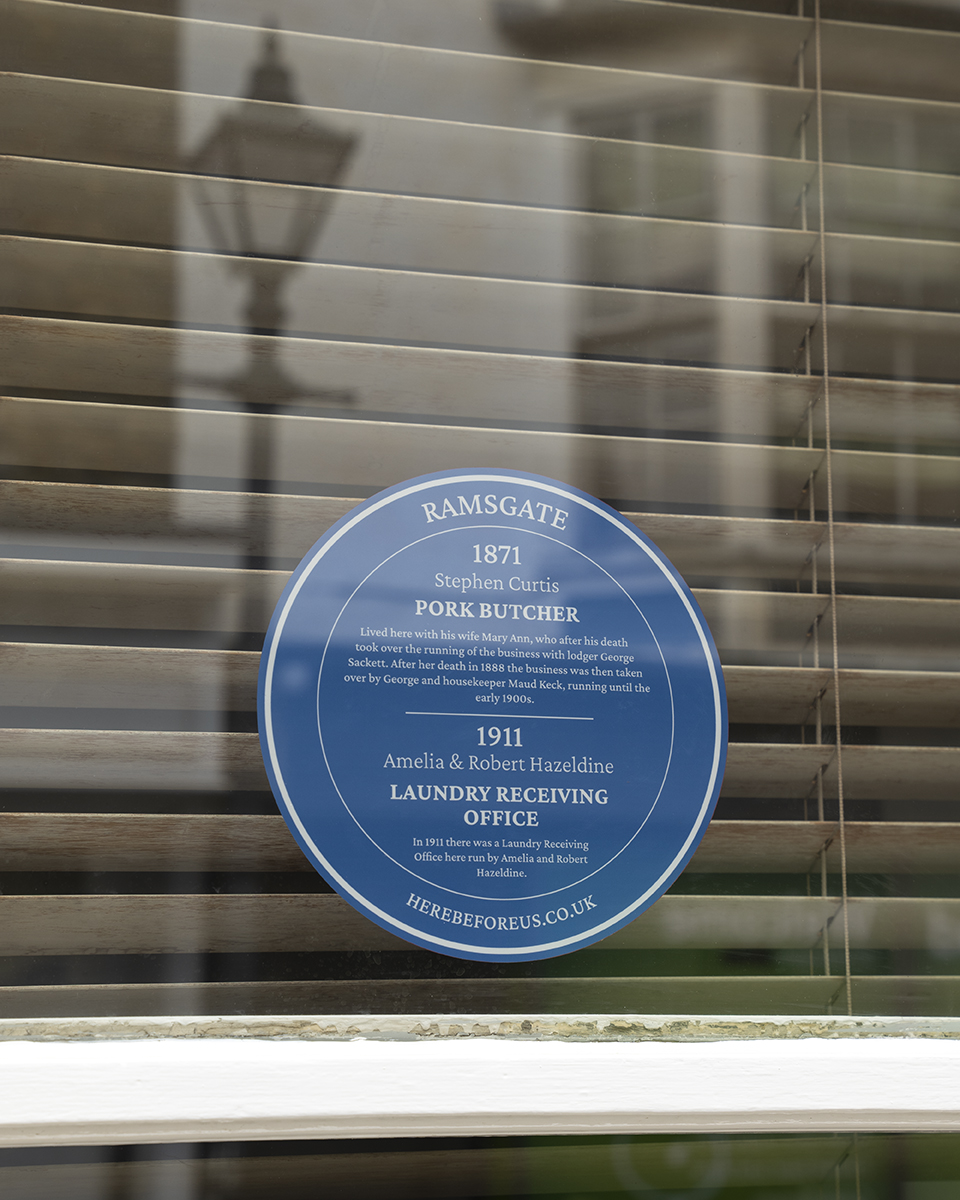 RAMSGATE
1871
Stephen Curtis
PORK BUTCHER
Lived here with his wife Mary Ann, who after his death
took over the running of the business with lodger George
Sackett. After her death in 1888 the business was then taken
over by George and housekeeper Maud Keck, running until the
early 1900s.
1911
Amelia & Robert Hazeldine
LAUNDRY RECEIVING
OFFICE
In 1911 there was a Laundry Receiving
Office here run by Amelia and Robert
Hazeldine.
HEREBEFOREUS.CO.UK